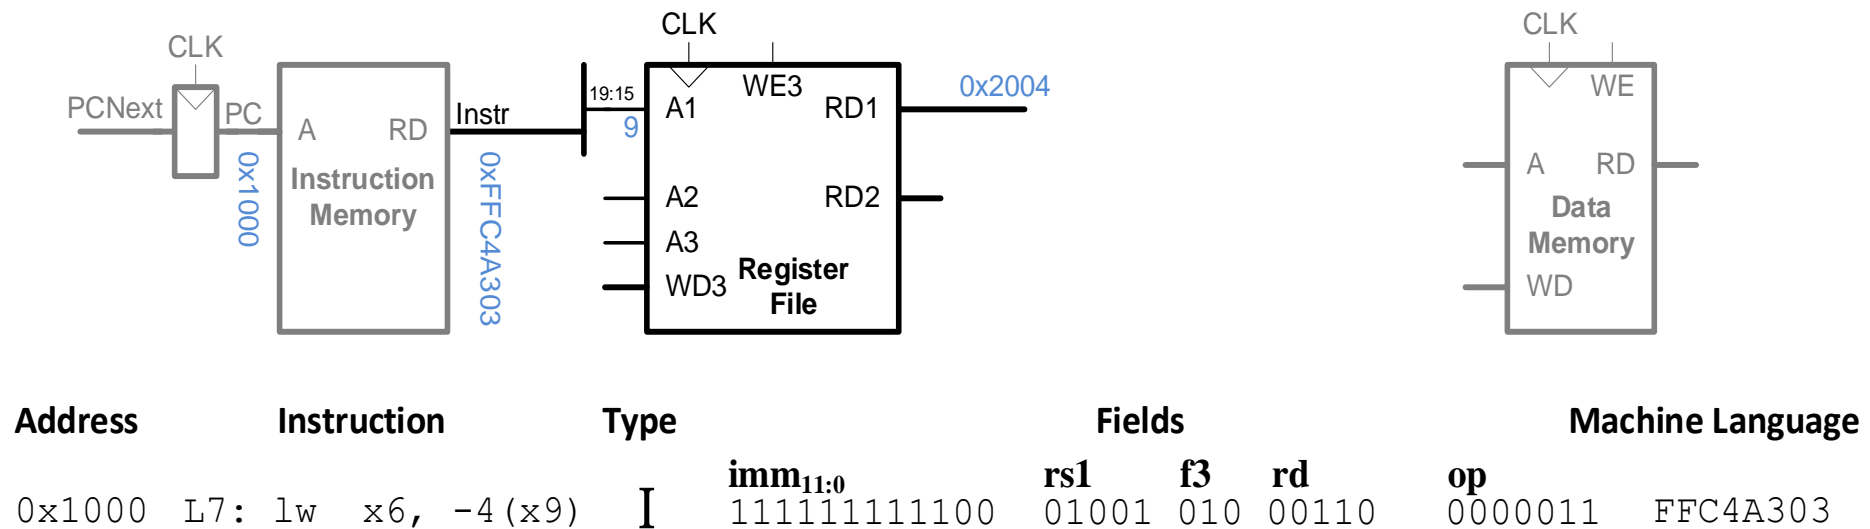 CLK
CLK
CLK
PCNext
PC
A
RD
Instr
Instruction
Memory
0x1000
0xFFC4A303
19:15
9
A1
WE3
RD1
0x2004
A2
RD2
A3
WD3
Register
File
WE
A
RD
Data
Memory
WD
Address Instruction Type Fields Machine Language
imm11:0 rs1 f3 rd op
0x1000 L7: lw x6, -4(x9) I 111111111100 01001 010 00110 0000011 FFC4A303